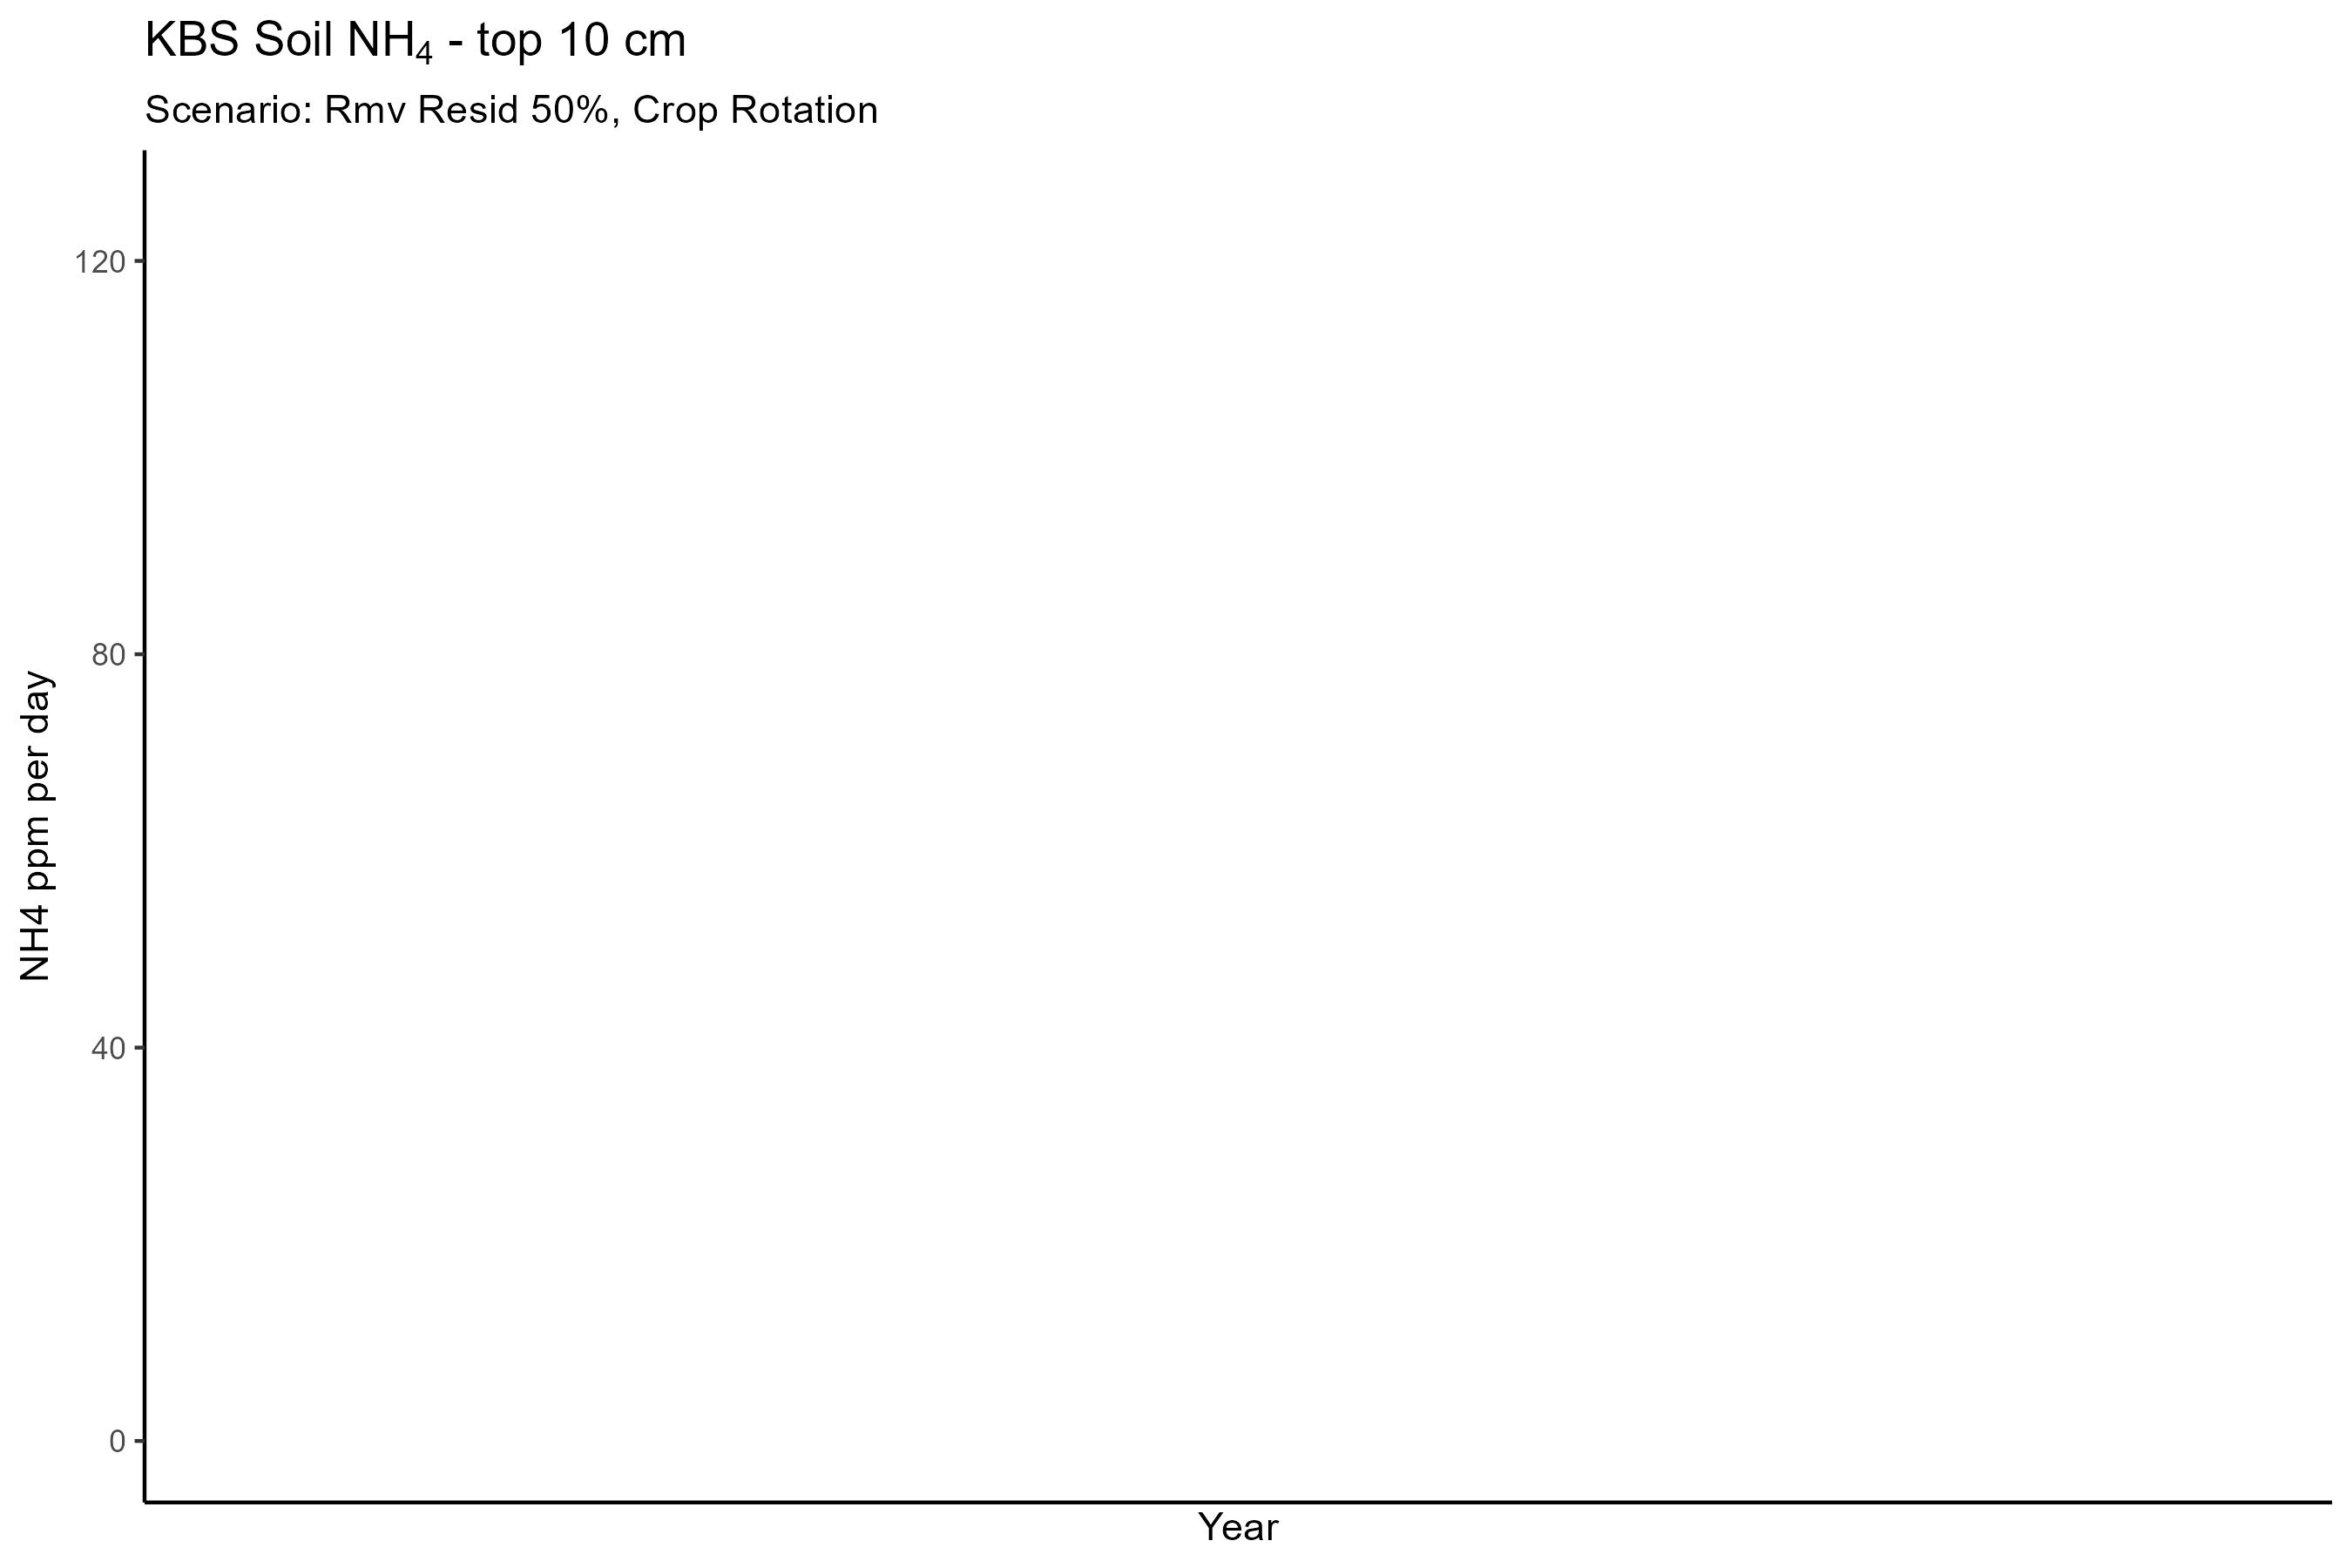 KBS Soil NH₄ - top 10 cm
Scenario: Rmv Resid 50%, Crop Rotation
120
80
40
0
NH4 ppm per day
Year